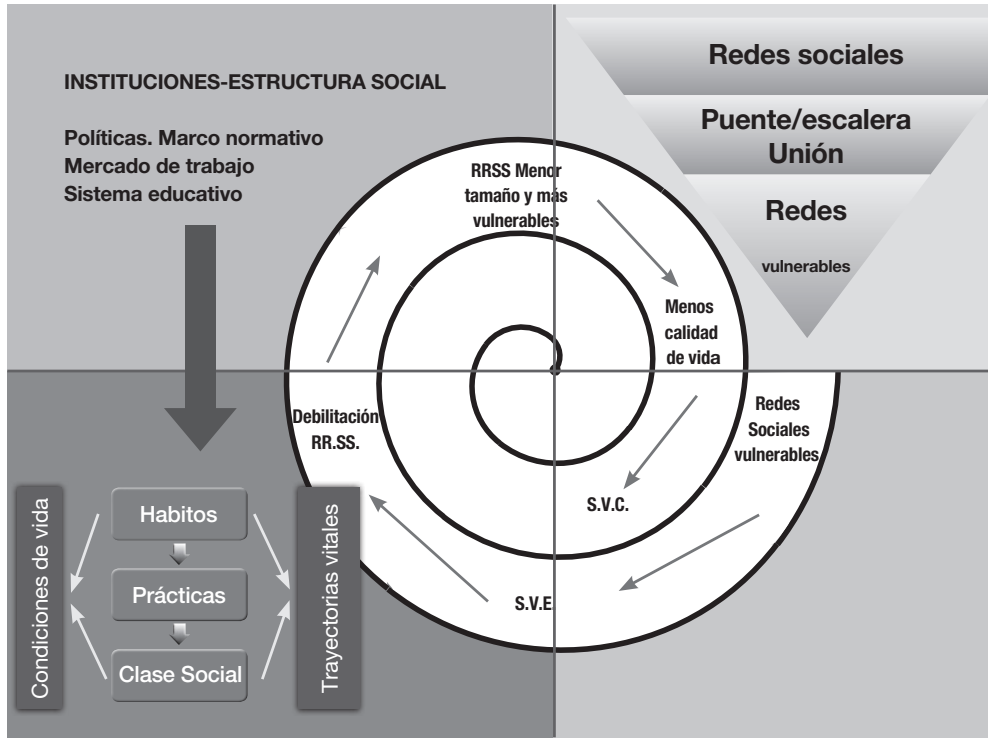 INSTITUCIONES-ESTRUCTURA SOCIAL
Políticas. Marco normativo
Mercado de trabajo
Sistema educativo
Redes sociales
Puente/escalera
Unión
Redes
vulnerables
RRSS Menor
tamaño y más
vulnerables
Menos
calidad
de vida
Redes
Sociales
vulnerables
S.V.C.
S.V.E.
Debilitación
RR.SS.
Condiciones de vida
Habitos
Prácticas
Clase Social
Trayectorias vitales